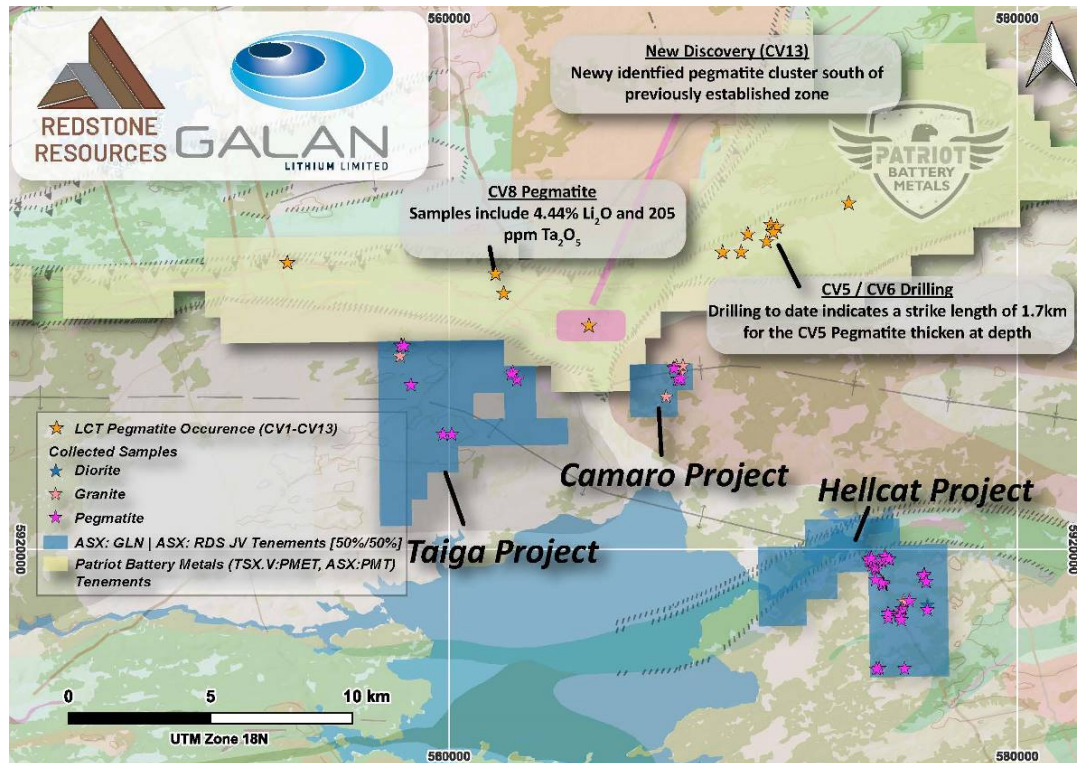 560000
580000
REDSTONE
RESOURCES
GALAN
LITHIUM LIMITED
New Discovery (CV13)
Newy identfied pegmatite cluster south of
previously established zone
PATRIOT
BATTERY
METALS
CV8 Pegmatite
Samples include 4.44% Li2O and 205
ppm Ta2O5
CV5 / CV6 Drilling
Drilling to date indicates a strike length of 1.7km
for the CV5 Pegmatite thicken at depth
LCT Pegmatite Occurence (CV1-CV13)
Collected Samples
Diorite
Granite
Pegmatite
ASX: GLN | ASX: RDS JV Tenements [50%/50%]
Patriot Battery Metals (TSX.V:PMET, ASX:PMT)
Tenements
Camaro Project
Hellcat Project
Taiga Project
5920000
5920000
0 5 10 km
UTM Zone 18N
560000
580000